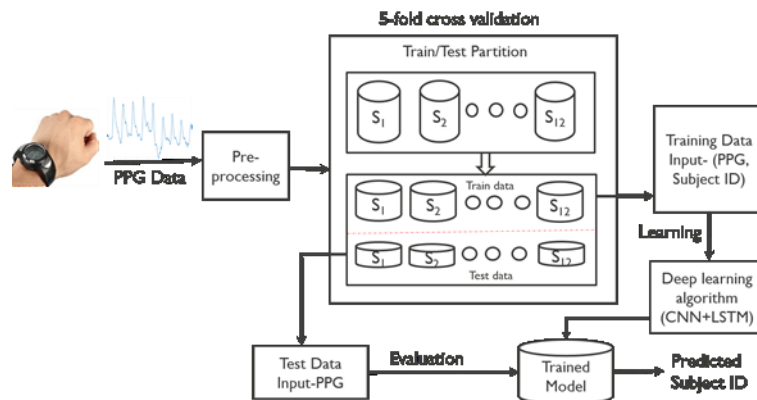 5-fold cross validation
Train/Test Partition
S1
S2
S12
PPG Data
Pre-
processing
Train data
S1
S2
S12
S1
S2
S12
Test data
Training Data
Input- (PPG,
Subject ID)
Learning
Deep learning
algorithm
(CNN+LSTM)
Test Data
Input-PPG
Evaluation
Trained
Model
Predicted
Subject ID